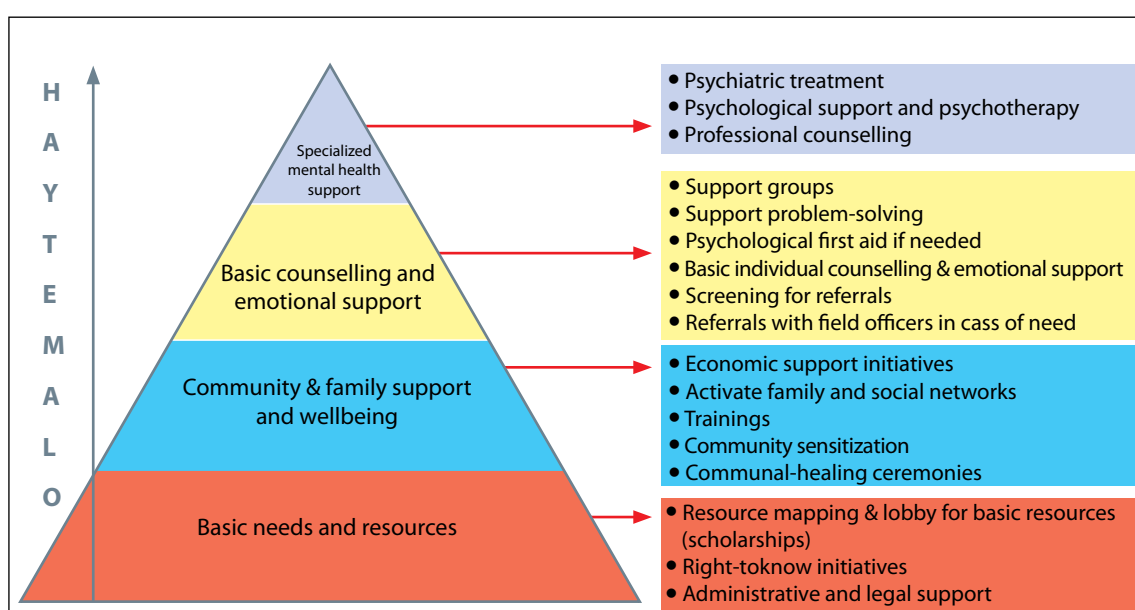 H
A
Y
T
E
M
A
L
O
Specialized
mental health
support
Basic counselling and
emotional support
Community & family support
and wellbeing
Basic needs and resources
• Psychiatric treatment
• Psychological support and psychotherapy
• Professional counselling
• Support groups
• Support problem-solving
• Psychological first aid if needed
• Basic individual counselling & emotional support
• Screening for referrals
• Referrals with field officers in cass of need
• Economic support initiatives
• Activate family and social networks
• Trainings
• Community sensitization
• Communal-healing ceremonies
• Resource mapping & lobby for basic resources
(scholarships)
• Right-toknow initiatives
• Administrative and legal support